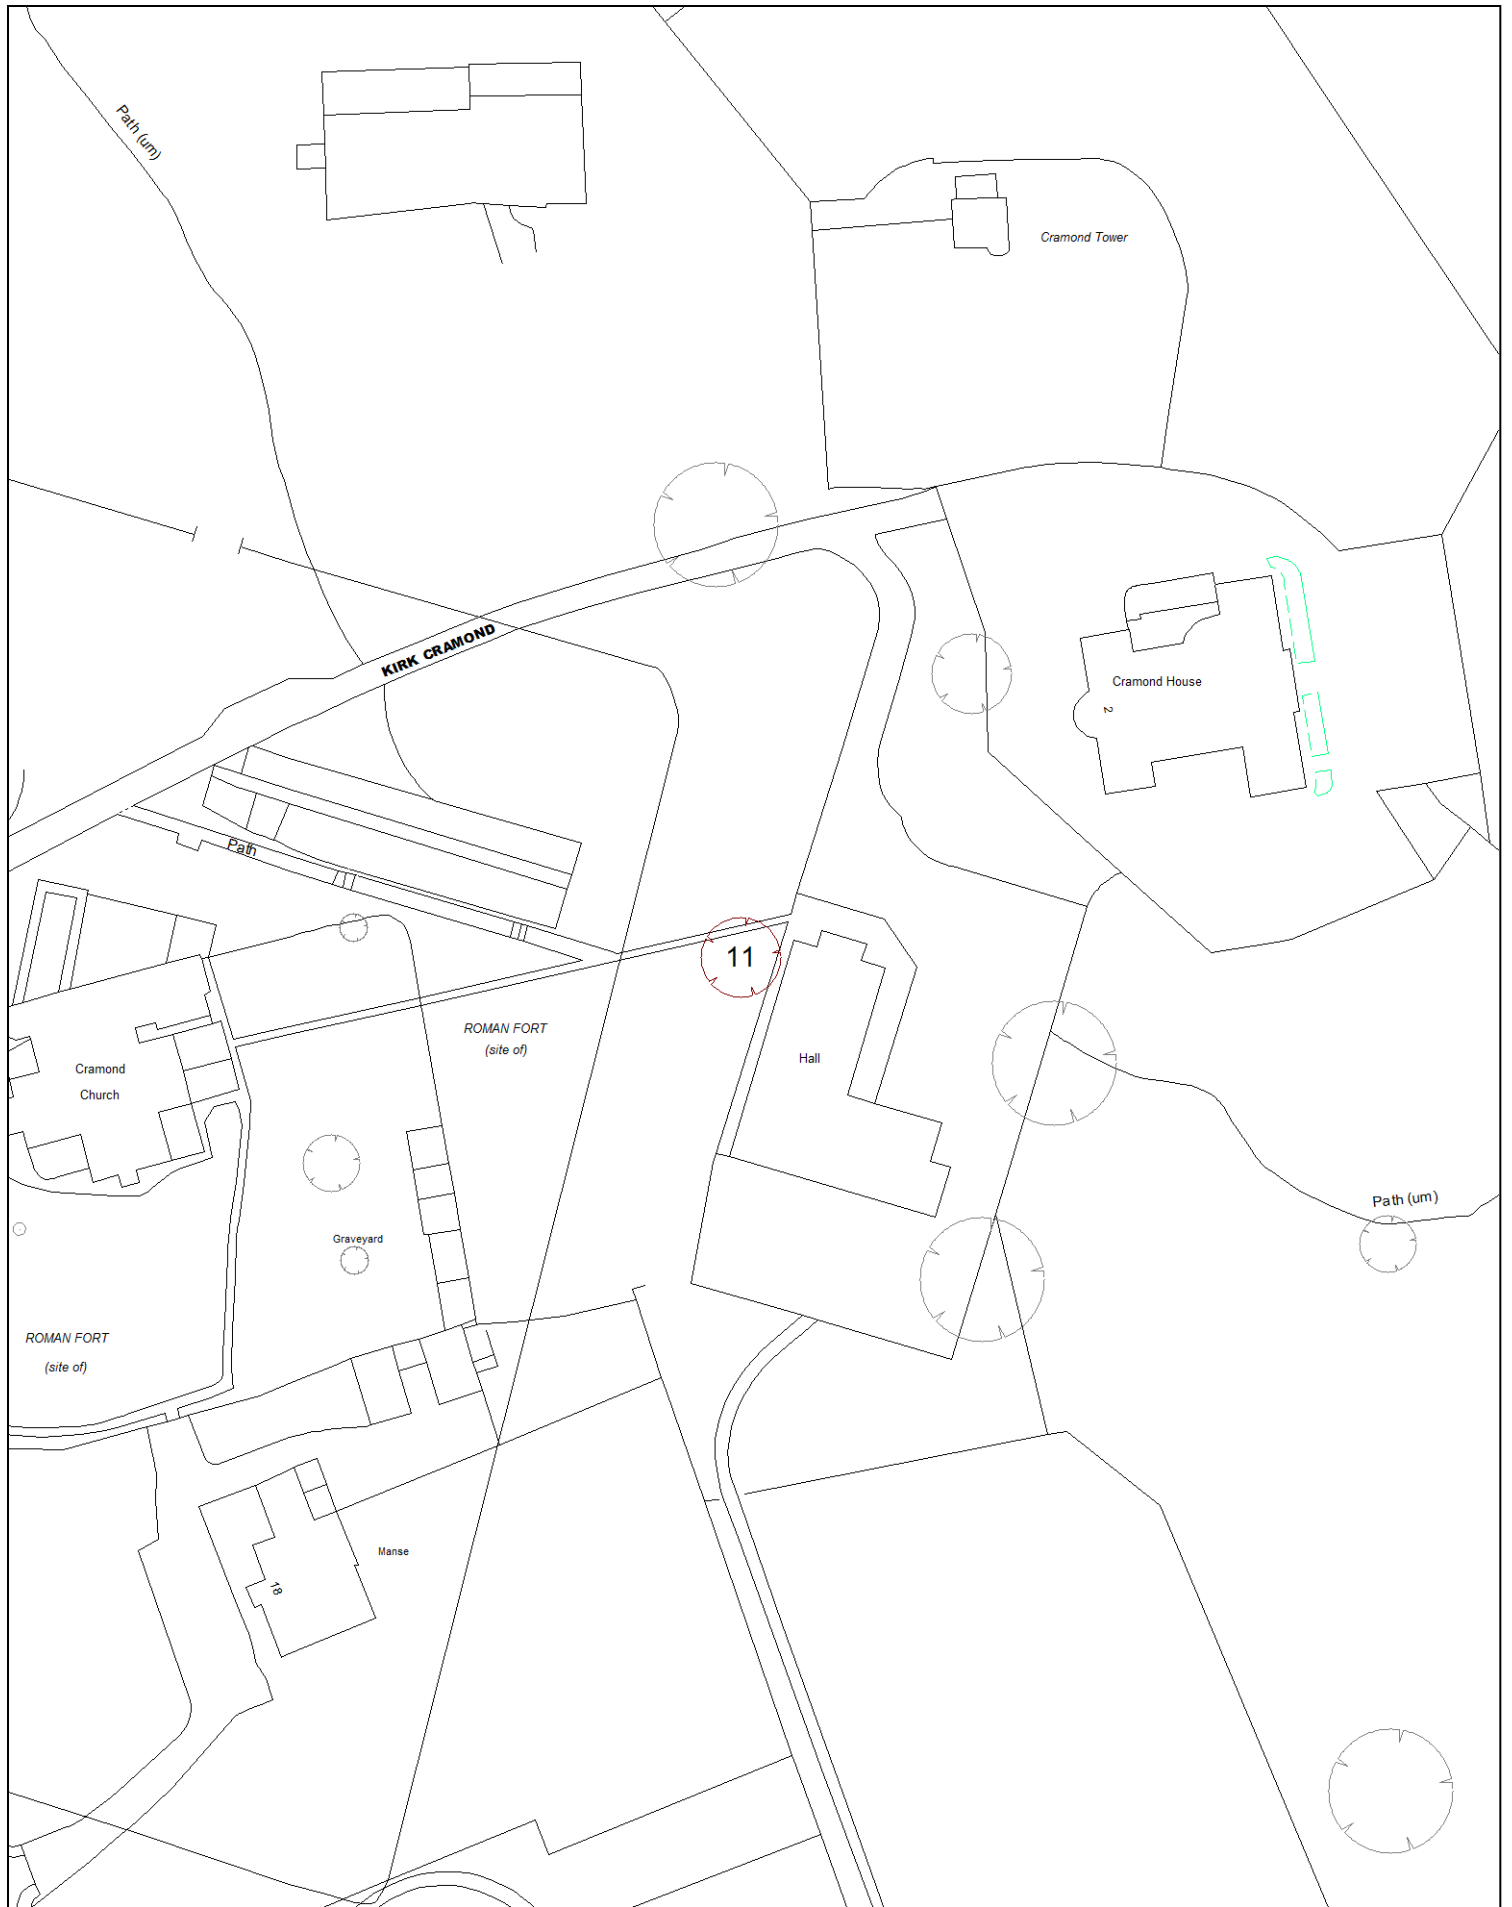 Path (um)
Cramond Tower
KIRK CRAMOND
Cramond House
2
Path
11
ROMAN FORT
(site of)
Hall
Cramond
Church
Path (um)
Graveyard
ROMAN FORT
(site of)
Manse
18